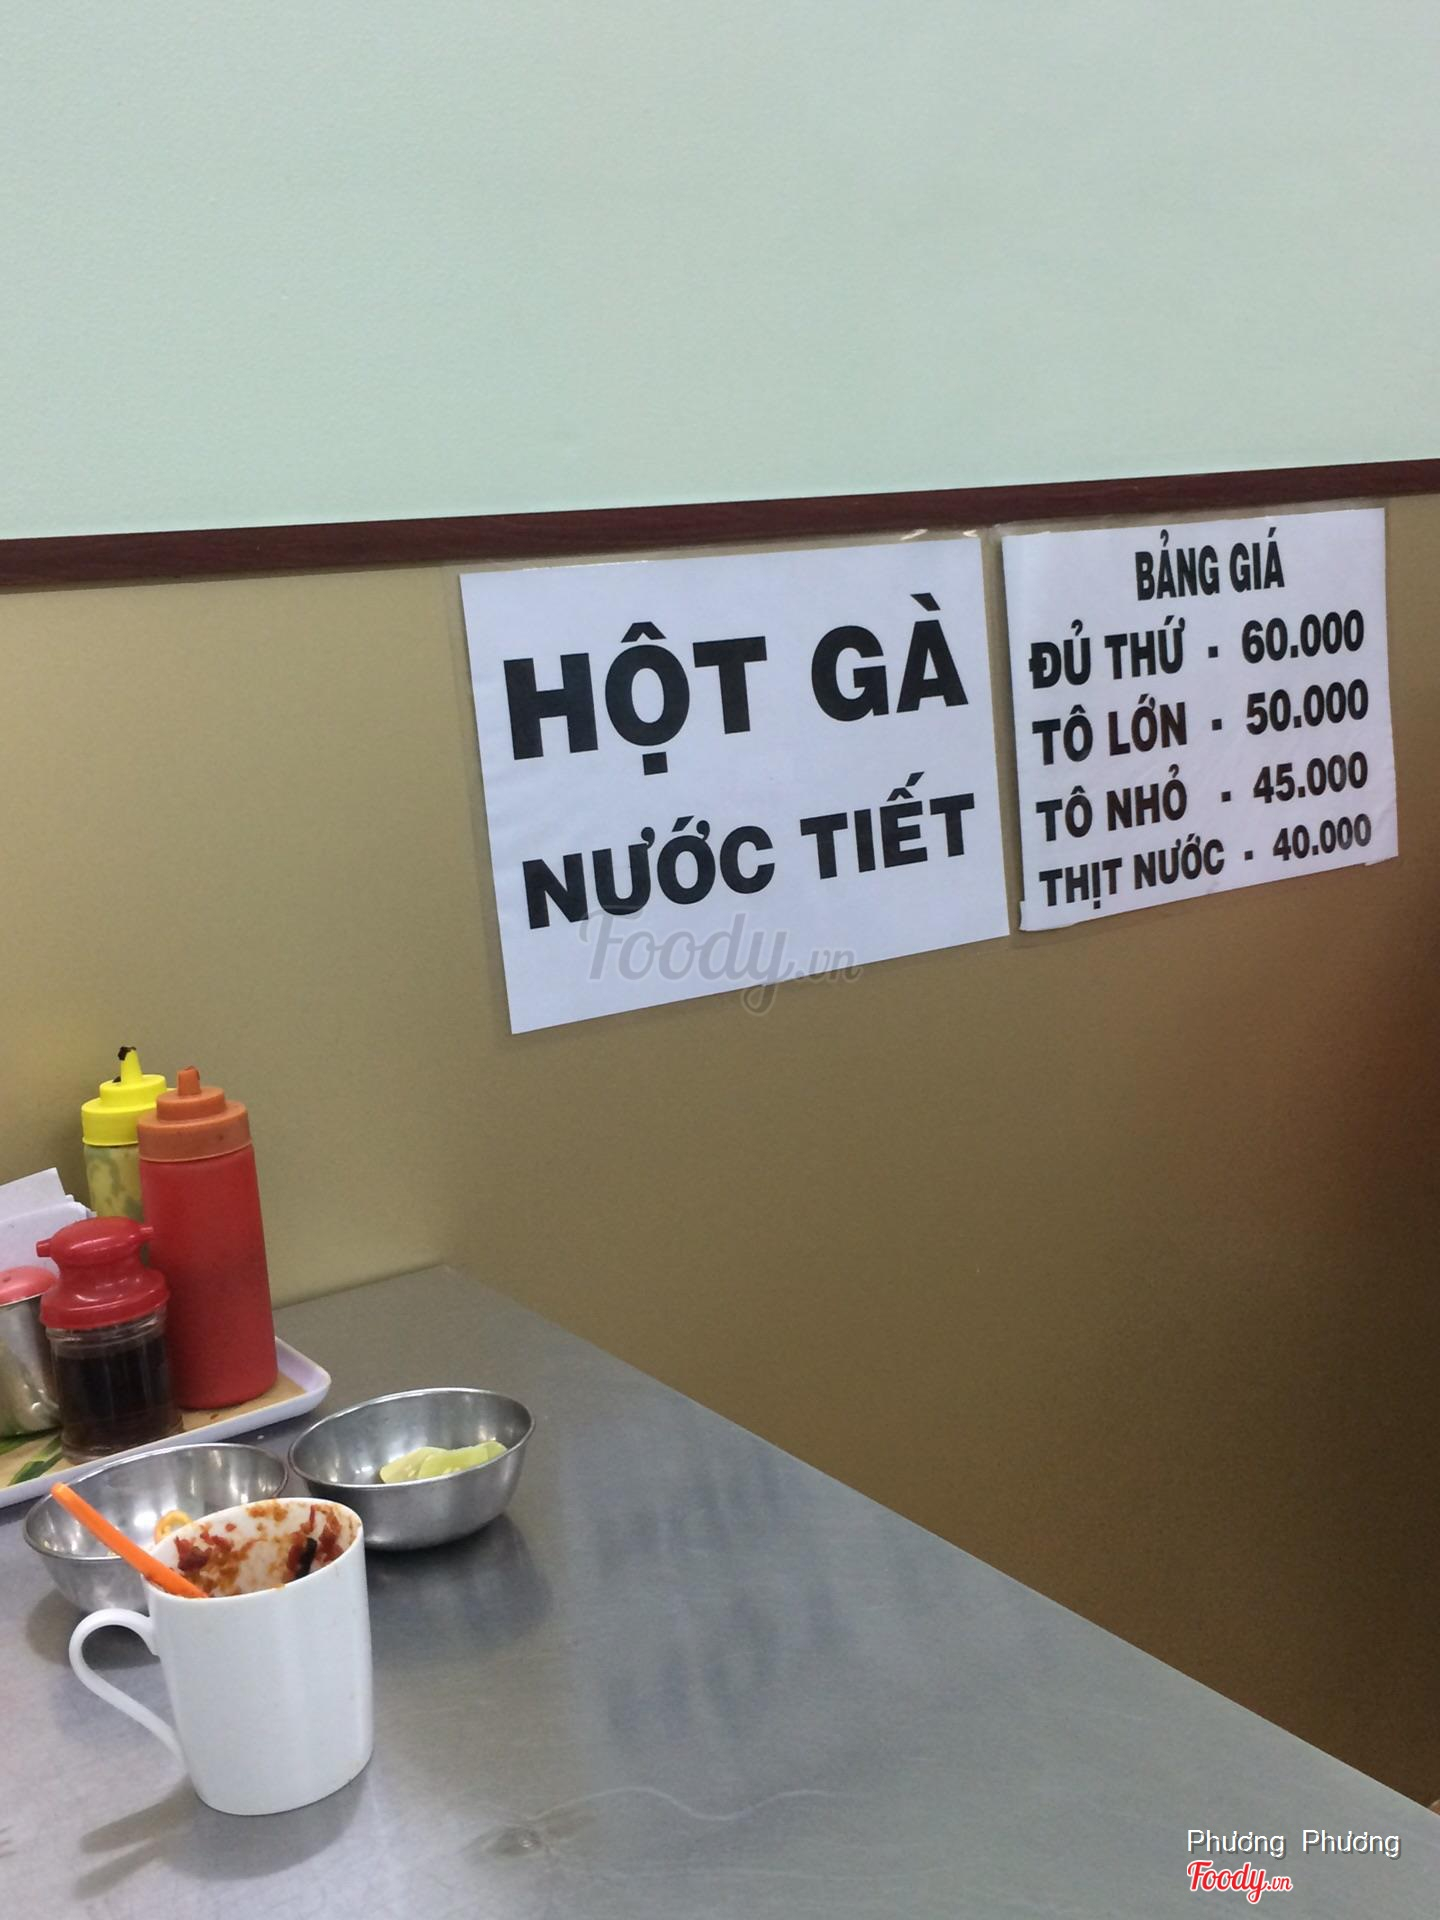 HỘT GÀ
NƯỚC TIẾT
BẢNG GIÁ
ĐỦ THỨ - 60.000
TÔ LỚN - 50.000
TÔ NHỎ - 45.000
THỊT NƯỚC - 40.000
Foody.vn
Phương Phương
Foody.vn